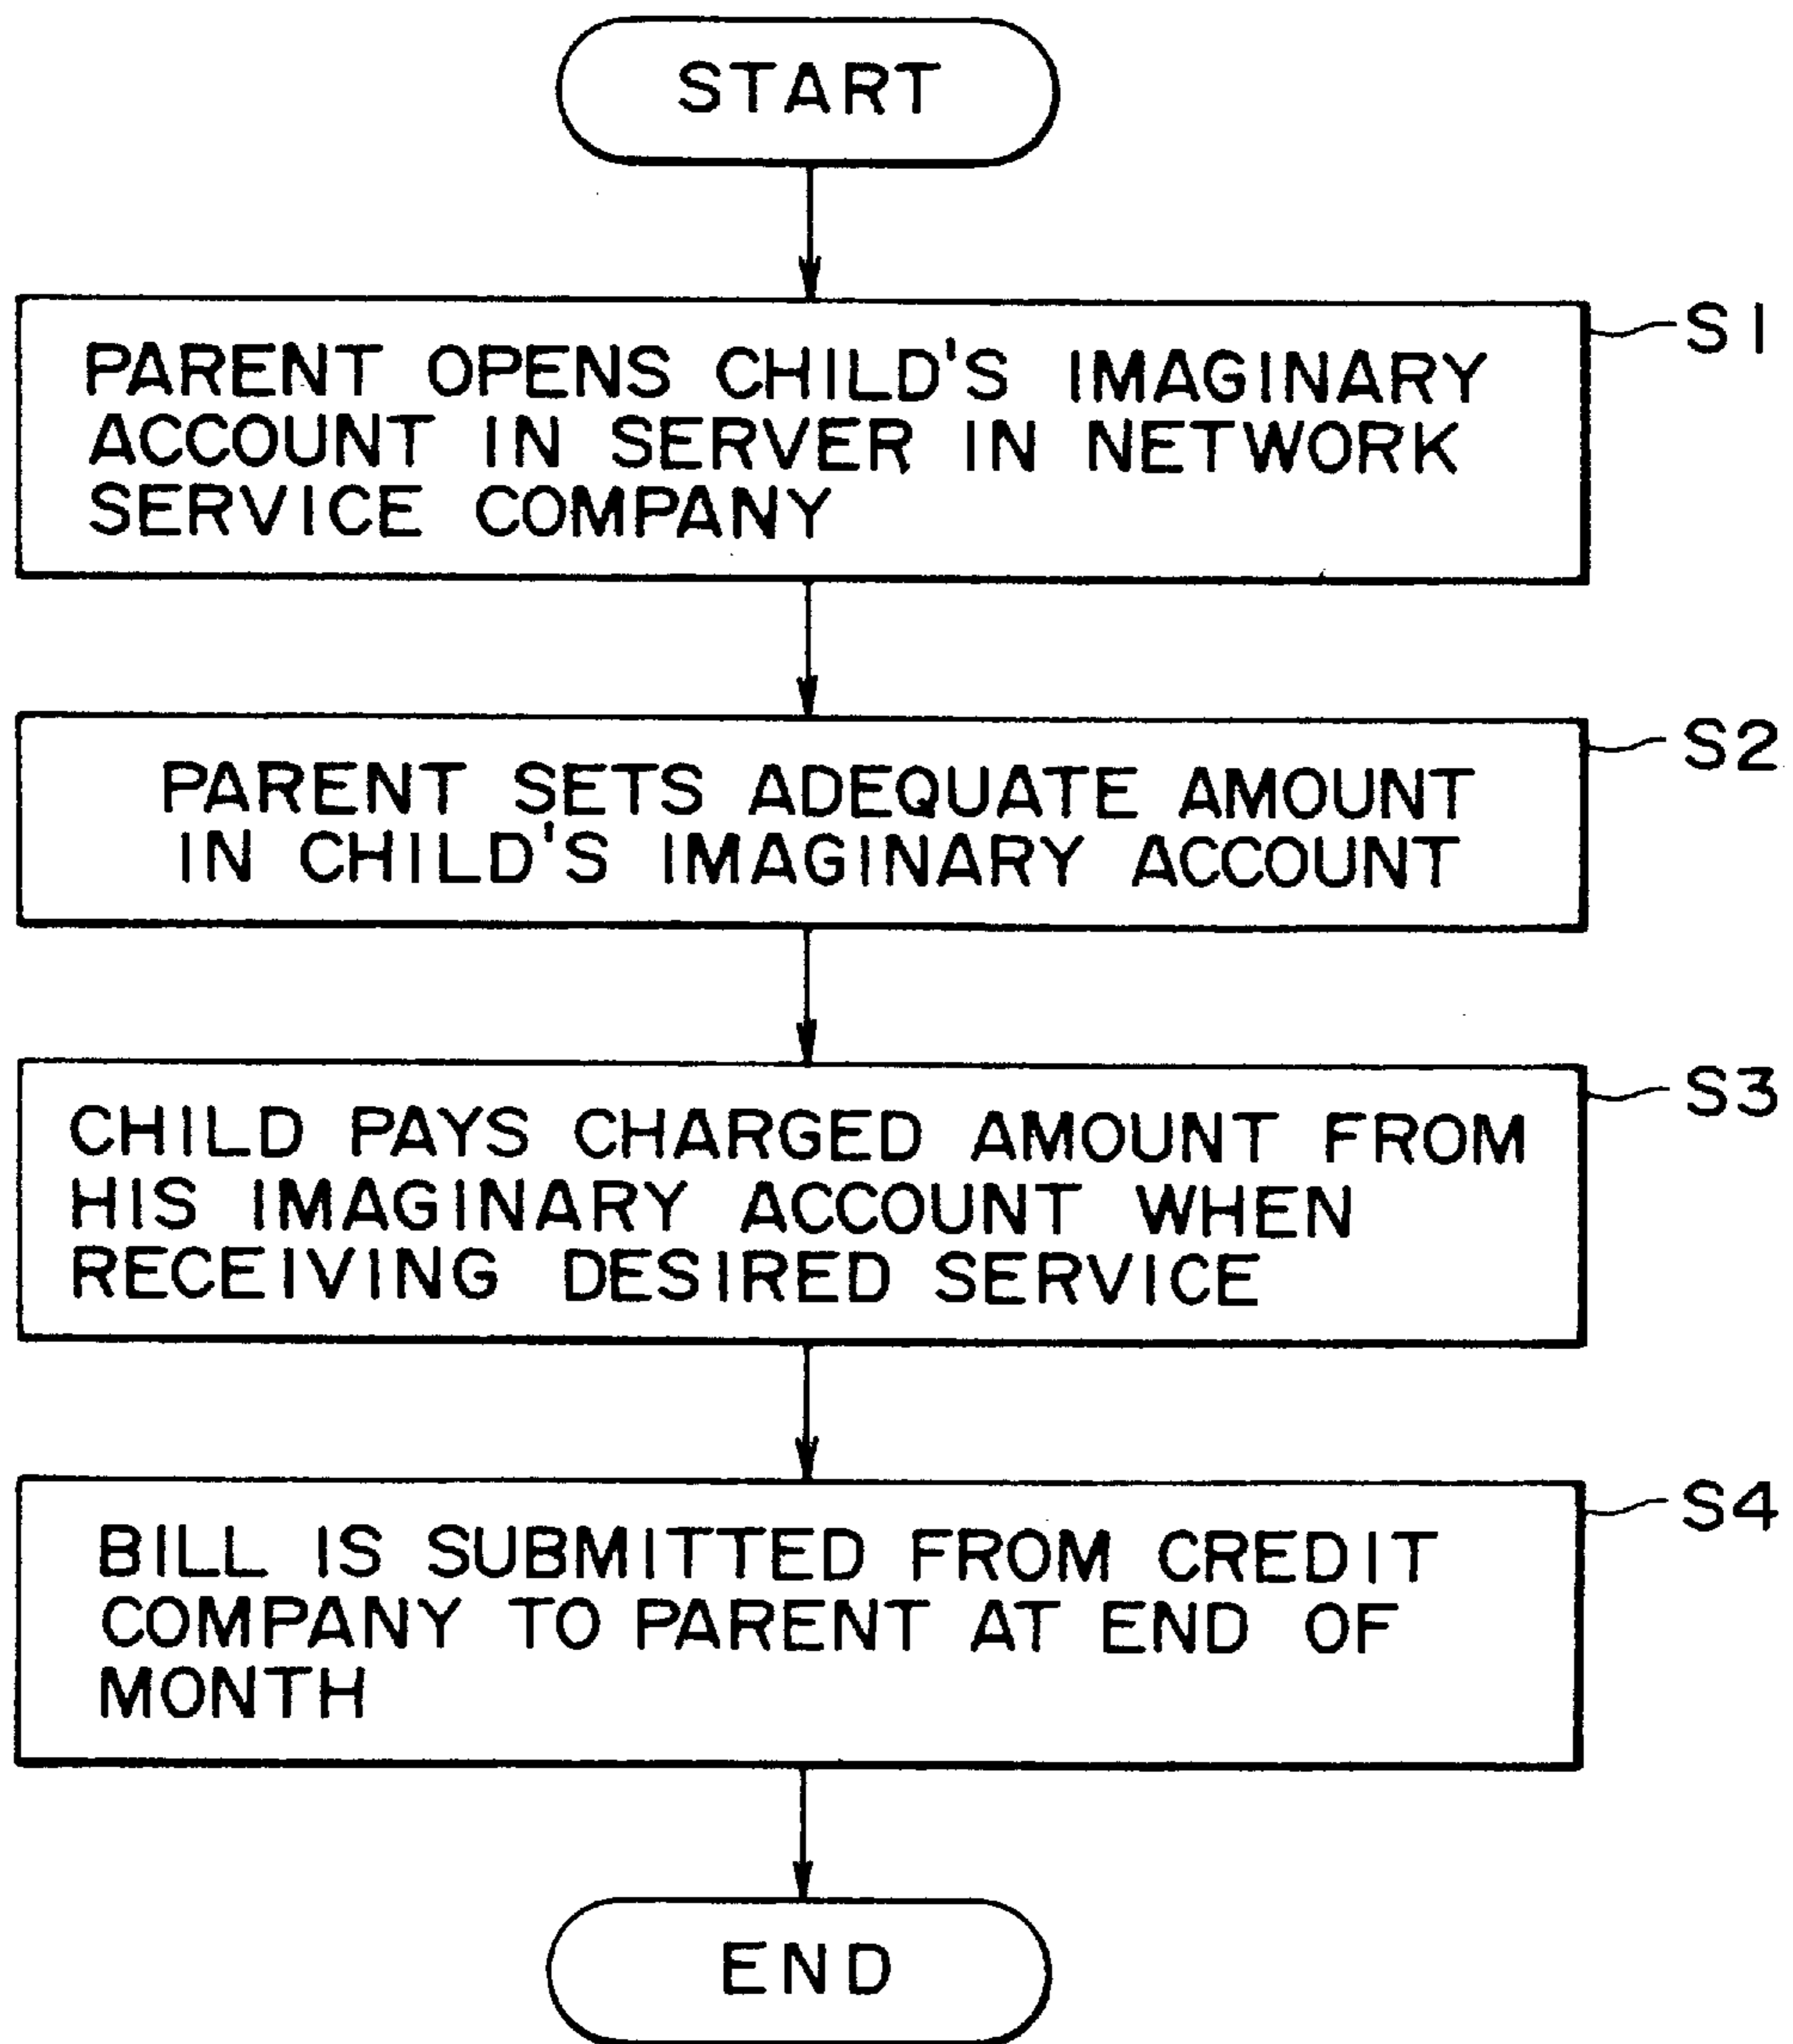 START
S1
PARENT OPENS CHILD'S IMAGINARY
ACCOUNT IN SERVER IN NETWORK
SERVICE COMPANY
S2
PARENT SETS ADEQUATE AMOUNT
IN CHILD'S IMAGINARY ACCOUNT
S3
CHILD PAYS CHARGED AMOUNT FROM
HIS IMAGINARY ACCOUNT WHEN
RECEIVING DESIRED SERVICE
S4
BILL IS SUBMITTED FROM CREDIT
COMPANY TO PARENT AT END OF
MONTH
END